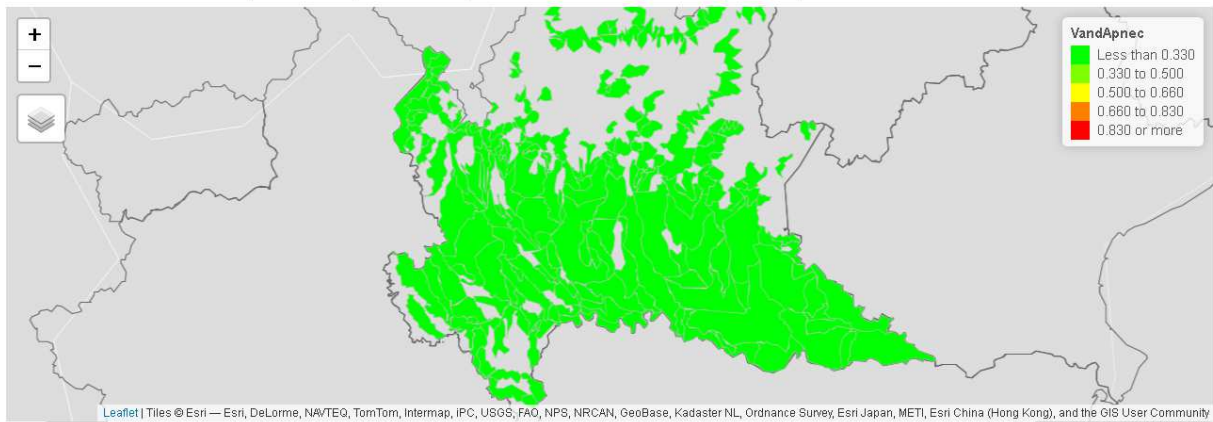 +
−
VandApnec
Less than 0.330
0.330 to 0.500
0.500 to 0.660
0.660 to 0.830
0.830 or more
Leaflet | Tiles © Esri — Esri, DeLorme, NAVTEQ, TomTom, Intermap, iPC, USGS, FAO, NPS, NRCAN, GeoBase, Kadaster NL, Ordnance Survey, Esri Japan, METI, Esri China (Hong Kong), and the GIS User Community